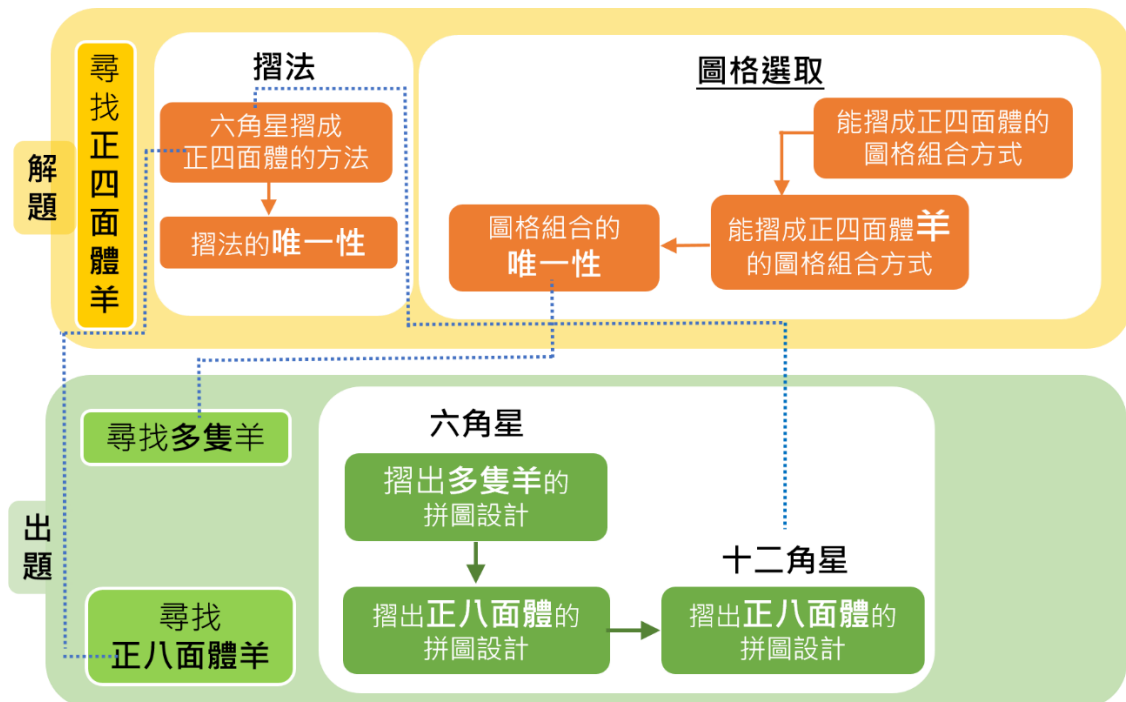 解
題
尋
找
正
四
面
體
羊
摺法
六角星摺成
正四面體的方法
摺法的唯一性
圖格選取
能摺成正四面體的
圖格組合方式
能摺成正四面體羊
的圖格組合方式
圖格組合的
唯一性
出
題
尋找多隻羊
尋找
正八面體羊
六角星
摺出多隻羊的
拼圖設計
摺出正八面體的
拼圖設計
十二角星
摺出正八面體的
拼圖設計